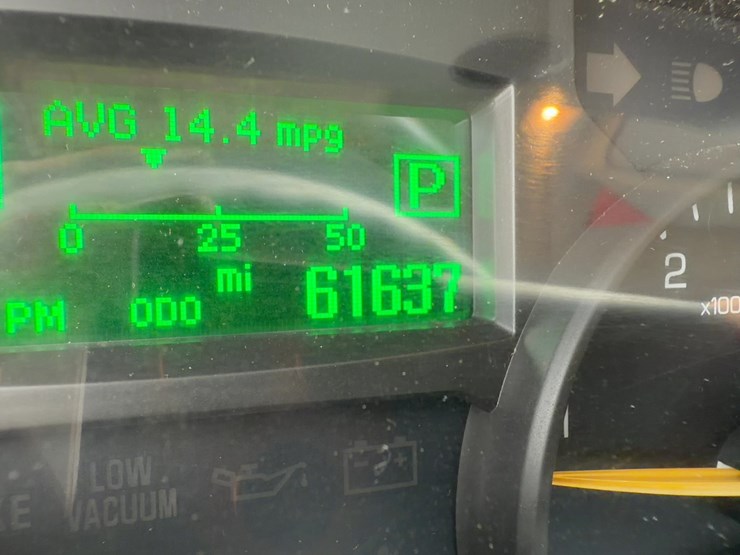 AVG 14.4 mpg
P
0 25 50
mi
PM ODO 61637
2
x100
LOW
VACUUM